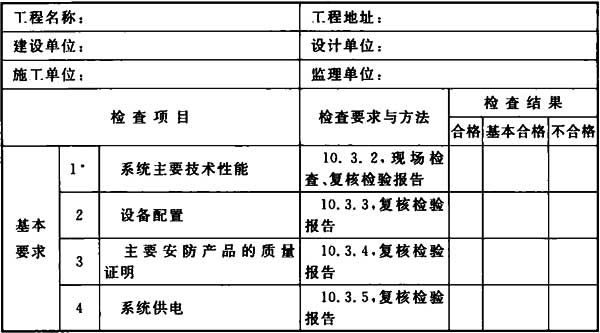 工程名称： 工程地址：
建设单位： 设计单位：
施工单位： 监理单位：
检查项目 检查要求与方法 检查结果
合格 基本合格 不合格
基本要求
1* 系统主要技术性能 10.3.2，现场检
查、复核检验报告
2 设备配置 10.3.3，复核检验
报告
3 主要安防产品的质量
证明 10.3.4，复核检验
报告
4 系统供电 10.3.5，复核检验
报告